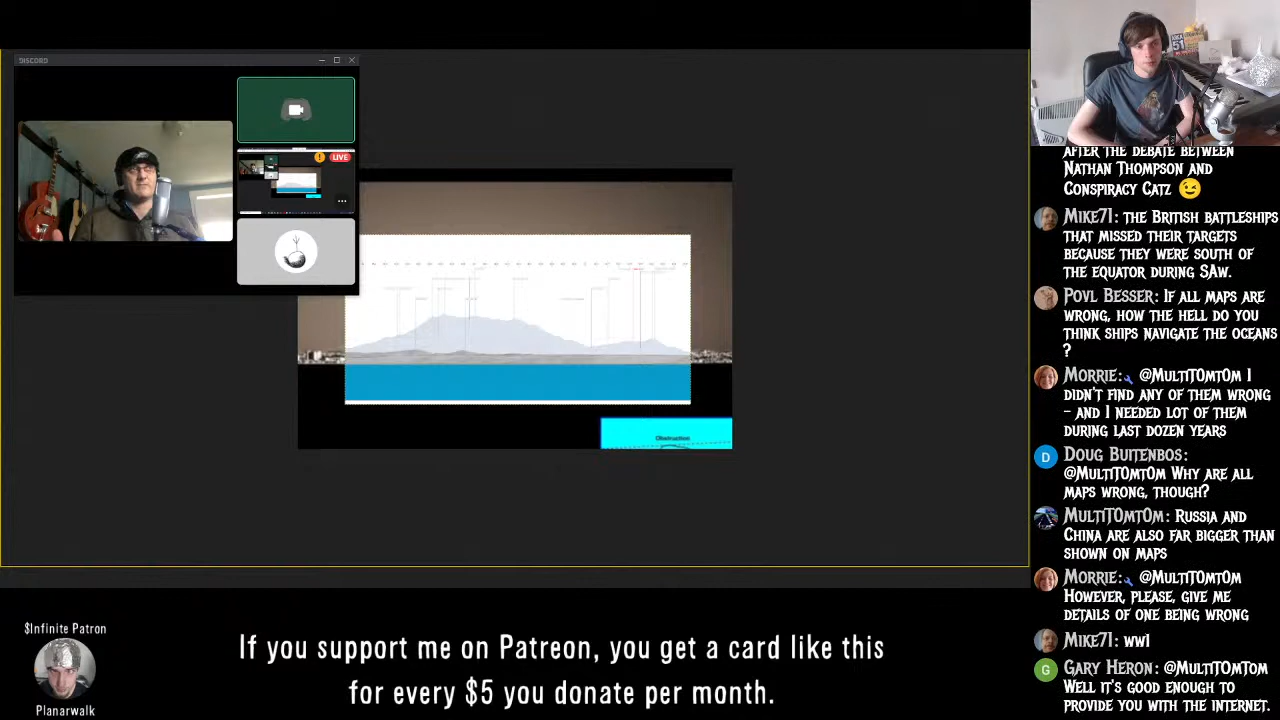 DISCORD
LIVE
Obstruction
AREA
51
AFTER THE DEBATE BETWEEN
NATHAN THOMPSON AND
CONSPIRACY CATZ 😉
MIKE71: THE BRITISH BATTLESHIPS
THAT MISSED THEIR TARGETS
BECAUSE THEY WERE SOUTH OF
THE EQUATOR DURING SAW.
POVL BESSER: IF ALL MAPS ARE
WRONG, HOW THE HELL DO YOU
THINK SHIPS NAVIGATE THE OCEANS
?
MORRIE: @MULTITOMTOM I
DIDN'T FIND ANY OF THEM WRONG
- AND I NEEDED LOT OF THEM
DURING LAST DOZEN YEARS
D DOUG BUITENBOS:
@MULTITOMTOM WHY ARE ALL
MAPS WRONG, THOUGH?
MULTITOMTOM: RUSSIA AND
CHINA ARE ALSO FAR BIGGER THAN
SHOWN ON MAPS
MORRIE: @MULTITOMTOM
HOWEVER, PLEASE, GIVE ME
DETAILS OF ONE BEING WRONG
MIKE71: WW1
G GARY HERON: @MULTITOMTOM
WELL IT'S GOOD ENOUGH TO
PROVIDE YOU WITH THE INTERNET.
$Infinite Patron
Planarwalk
If you support me on Patreon, you get a card like this
for every $5 you donate per month.